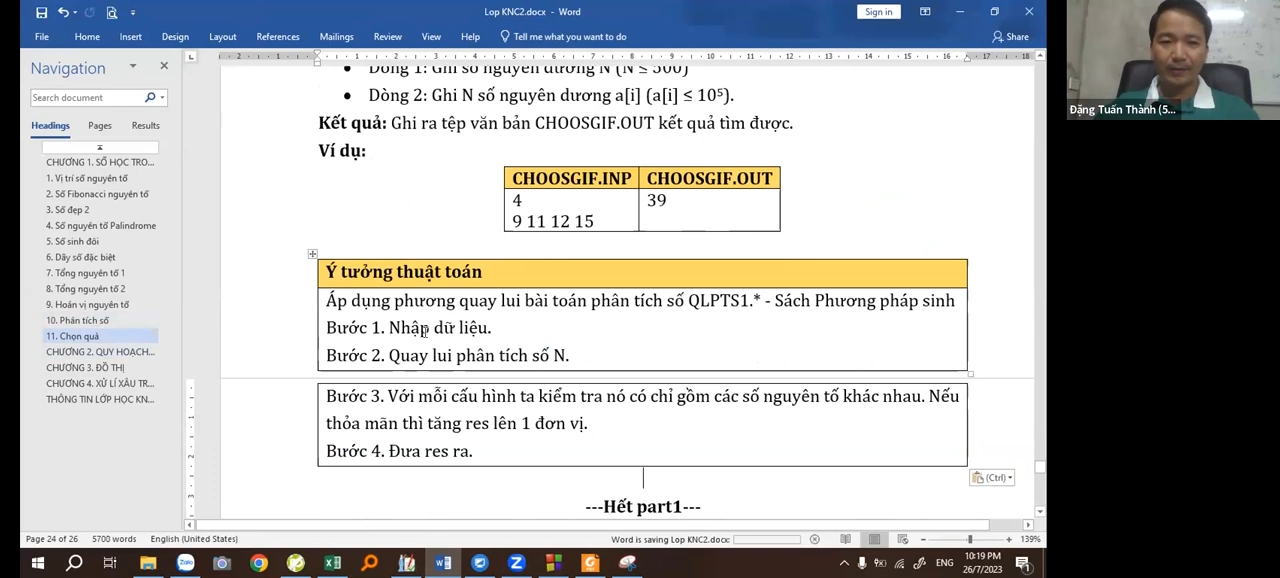 Lop KNC2.docx - Word
Sign in
File Home Insert Design Layout References Mailings Review View Help Tell me what you want to do Share
Navigation
Search document
Headings Pages Results
CHƯƠNG 1. SỐ HỌC TRO...
1. Vị trí số nguyên tố
2. Số Fibonacci nguyên tố
3. Số đẹp 2
4. Số nguyên tố Palindrome
5. Số sinh đôi
6. Dãy số đặc biệt
7. Tổng nguyên tố 1
8. Tổng nguyên tố 2
9. Hoán vị nguyên tố
10. Phân tích số
11. Chọn quà
CHƯƠNG 2. QUY HOẠCH...
CHƯƠNG 3. ĐỒ THỊ
CHƯƠNG 4. XỬ LÍ XÂU TR...
THÔNG TIN LỚP HỌC KN...
• Dòng 1: Ghi số nguyên dương N (N ≤ 300)
• Dòng 2: Ghi N số nguyên dương a[i] (a[i] ≤ 10⁵).
Kết quả: Ghi ra tệp văn bản CHOOSGIF.OUT kết quả tìm được.
Ví dụ:
CHOOSGIF.INP CHOOSGIF.OUT
4 39
9 11 12 15
Ý tưởng thuật toán
Áp dụng phương quay lui bài toán phân tích số QLPTS1.* - Sách Phương pháp sinh
Bước 1. Nhập dữ liệu.
Bước 2. Quay lui phân tích số N.
Bước 3. Với mỗi cấu hình ta kiểm tra nó có chỉ gồm các số nguyên tố khác nhau. Nếu
thỏa mãn thì tăng res lên 1 đơn vị.
Bước 4. Đưa res ra.
(Ctrl)
---Hết part1---
Page 24 of 26 5700 words English (United States) Word is saving Lop KNC2.docx: 139%
ENG
10:19 PM
26/7/2023
Đặng Tuấn Thành (5...